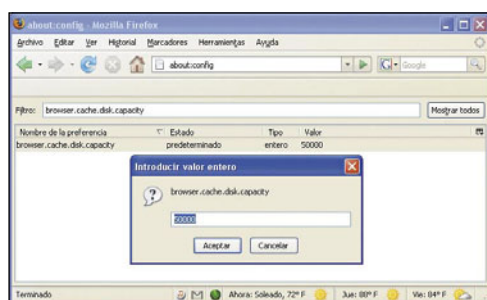 about:config - Mozilla Firefox
Archivo Editar Ver Historial Marcadores Herramientas Ayuda
about:config
Google
Filtro: browser.cache.disk.capacity Mostrar todos
Nombre de la preferencia Estado Tipo Valor
browser.cache.disk.capacity predeterminado entero 50000
Introducir valor entero
browser.cache.disk.capacity
50000
Aceptar Cancelar
Terminado Ahora: Soleado, 72° F Jue: 88° F Vie: 84° F